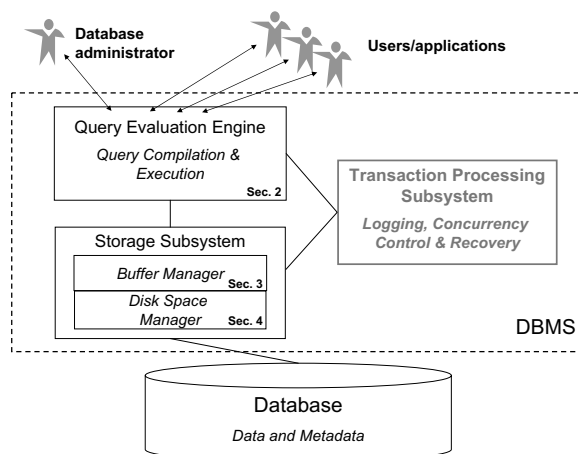 Database
administrator
Users/applications
Query Evaluation Engine
Query Compilation &
Execution
Sec. 2
Transaction Processing
Subsystem
Logging, Concurrency
Control & Recovery
Storage Subsystem
Buffer Manager
Sec. 3
Disk Space
Manager
Sec. 4
DBMS
Database
Data and Metadata